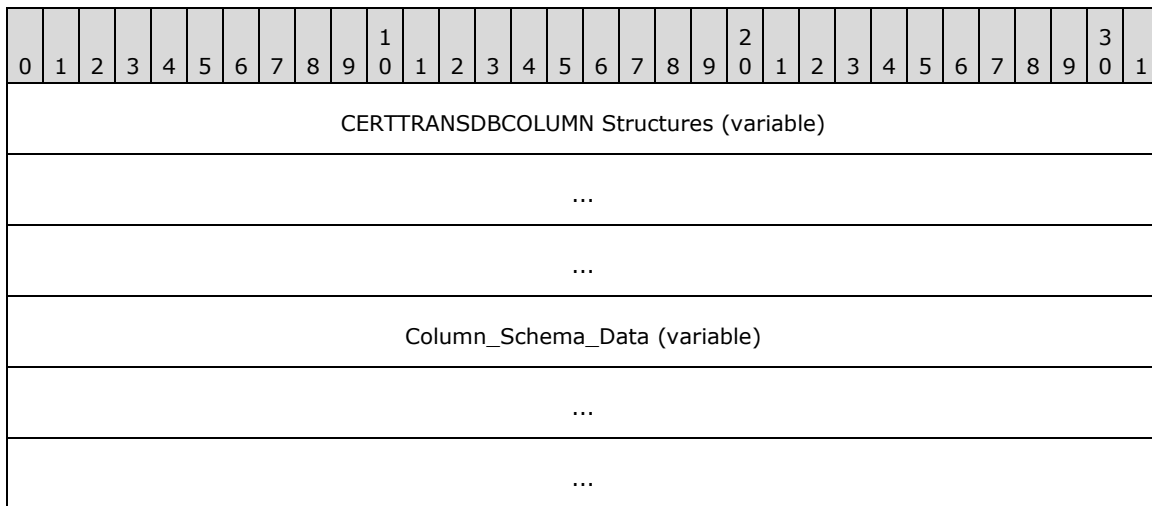 1 2 3
0 1 2 3 4 5 6 7 8 9 0 1 2 3 4 5 6 7 8 9 0 1 2 3 4 5 6 7 8 9 0 1
CERTTRANSDBCOLUMN Structures (variable)
...
...
Column_Schema_Data (variable)
...
...